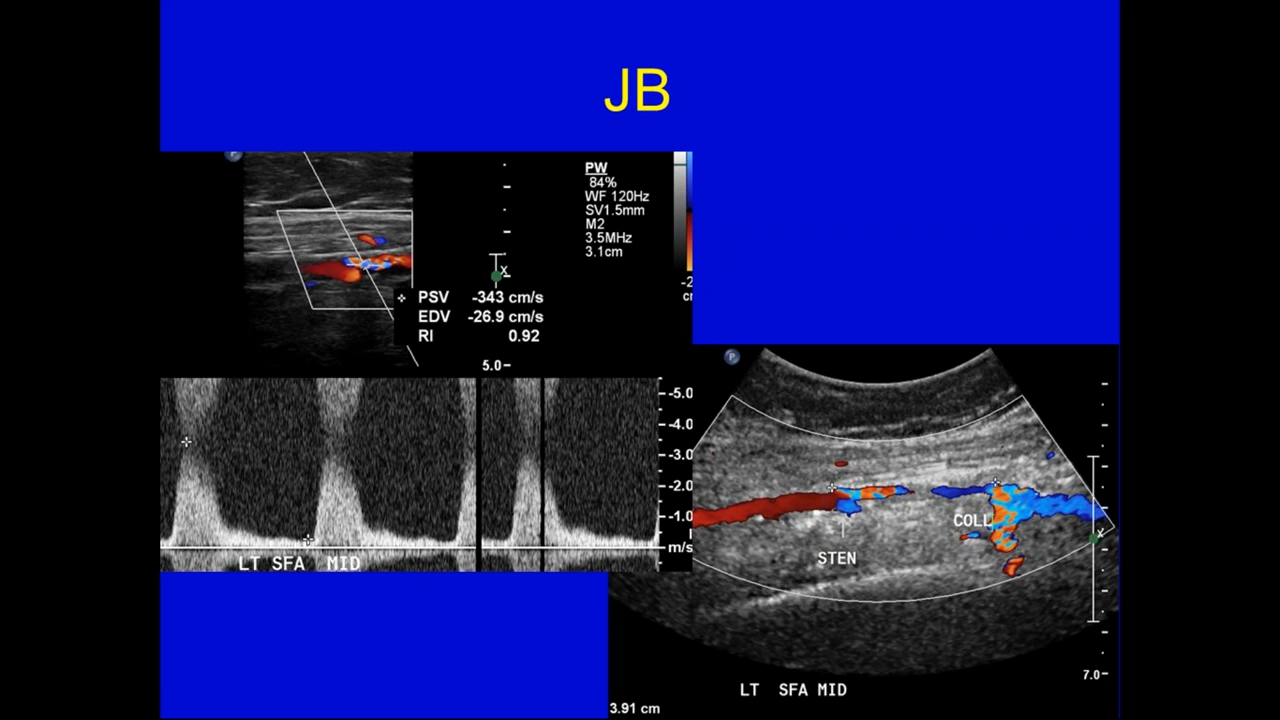 JB
P
PW
84%
WF 120Hz
SV1.5mm
M2
3.5MHz
3.1cm
x
-2
PSV -343 cm/s
EDV -26.9 cm/s
RI 0.92
5.0
-5.0
-4.0
-3.0
-2.0
-1.0
m/s
LT SFA MID
P
COLL
x
STEN
7.0
LT SFA MID
3.91 cm